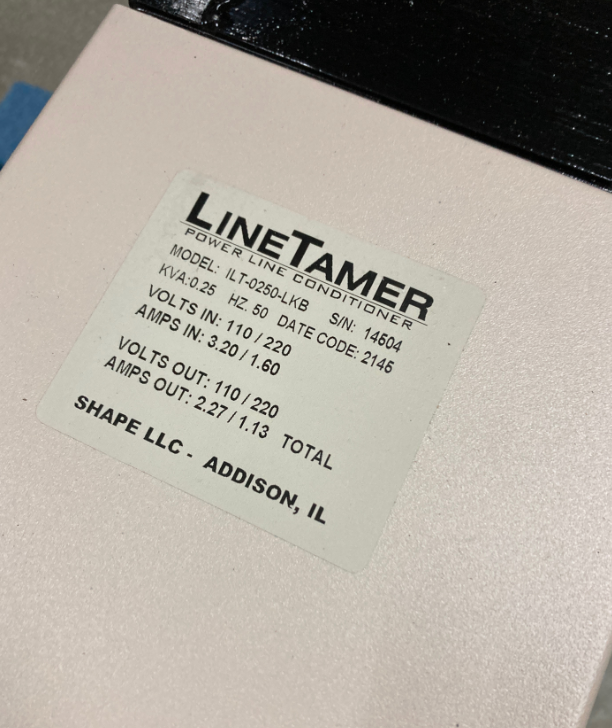 LINETAMER
POWER LINE CONDITIONER
MODEL: ILT-0250-LKB S/N: 14504
KVA:0.25 HZ. 50 DATE CODE: 2145
VOLTS IN: 110 / 220
AMPS IN: 3.20 / 1.60
VOLTS OUT: 110 / 220
AMPS OUT: 2.27 / 1.13 TOTAL
SHAPE LLC - ADDISON, IL